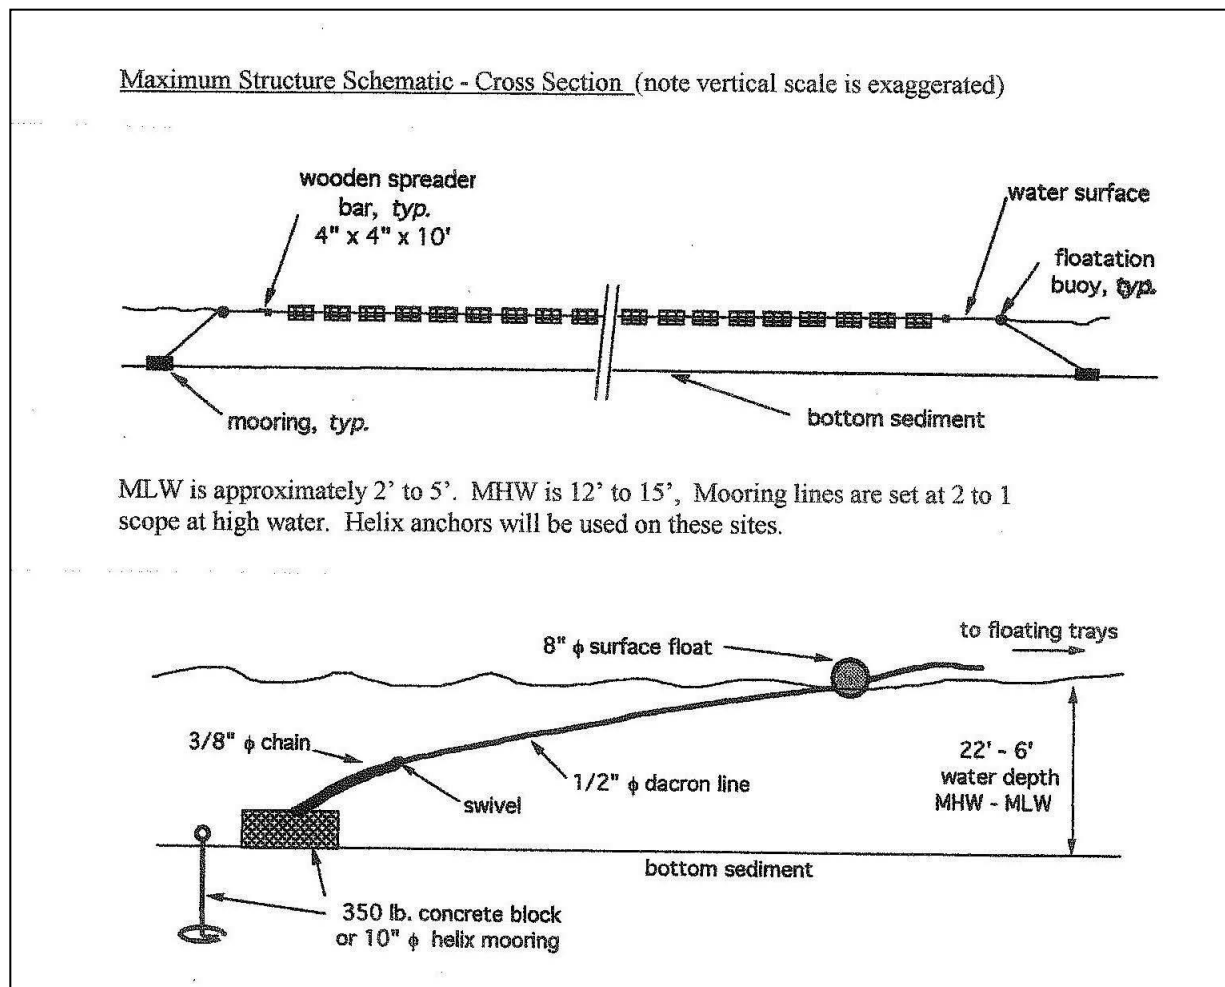 Maximum Structure Schematic - Cross Section (note vertical scale is exaggerated)
wooden spreader
bar, typ.
4" x 4" x 10'
water surface
floatation
buoy, typ.
mooring, typ.
bottom sediment
MLW is approximately 2' to 5'. MHW is 12' to 15', Mooring lines are set at 2 to 1
scope at high water. Helix anchors will be used on these sites.
to floating trays
8" ϕ surface float
3/8" ϕ chain
22' - 6'
water depth
MHW - MLW
1/2" ϕ dacron line
swivel
bottom sediment
350 lb. concrete block
or 10" ϕ helix mooring